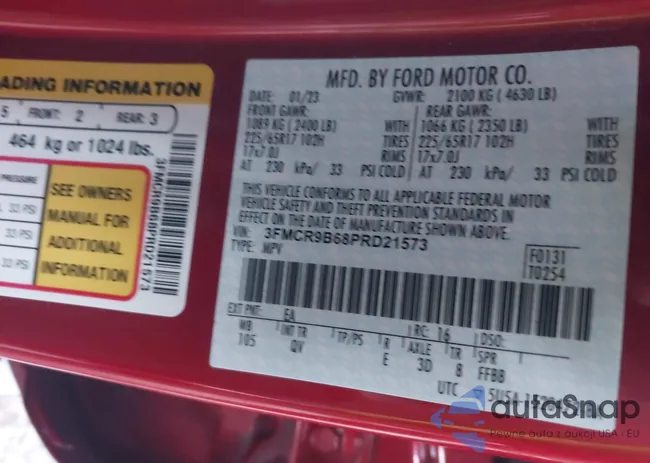 ADING INFORMATION
5 FRONT: 2 REAR: 3
464 kg or 1024 lbs.
PRESSURE
33 PSI
33 PSI
SEE OWNERS
MANUAL FOR
ADDITIONAL
INFORMATION
3FMCR9B68PRD21573
MFD. BY FORD MOTOR CO.
DATE: 01/23 GVWR: 2100 KG ( 4630 LB)
FRONT GAWR: REAR GAWR:
1089 KG ( 2400 LB) WITH 1066 KG ( 2350 LB) WITH
225/65R17 102H TIRES 225/65R17 102H TIRES
17x7.0J RIMS 17x7.0J RIMS
AT 230 kPa/ 33 PSI COLD AT 230 kPa/ 33 PSI COLD
THIS VEHICLE CONFORMS TO ALL APPLICABLE FEDERAL MOTOR
VEHICLE SAFETY AND THEFT PREVENTION STANDARDS IN
EFFECT ON THE DATE OF MANUFACTURE SHOWN ABOVE.
VIN: 3FMCR9B68PRD21573
TYPE: MPV
F0131
T0254
EXT PNT: EA RC: 16 DSO:
WB INT TR TP/PS R AXLE TR SPR
105 QV E 3D 8 FFBB
UTC
autaSnap
Pewne auta z aukcji USA i EU